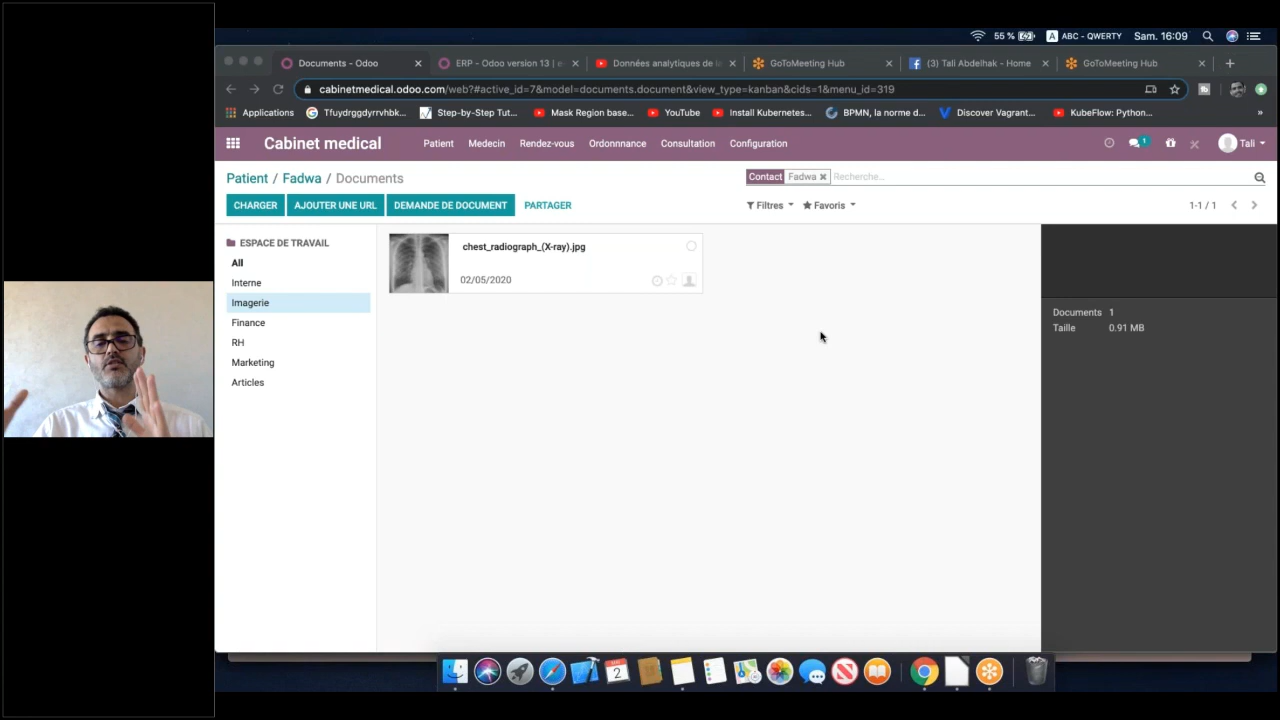 55 % ABC - QWERTY Sam. 16:09
Documents - Odoo
ERP - Odoo version 13 | e
Données analytiques de la
GoToMeeting Hub
(3) Tali Abdelhak - Home
GoToMeeting Hub
cabinetmedical.odoo.com/web?#active_id=7&model=documents.document&view_type=kanban&cids=1&menu_id=319
Applications
Tfuydrggdyrrvhbk...
Step-by-Step Tut...
Mask Region base...
YouTube
Install Kubernetes...
BPMN, la norme d...
Discover Vagrant...
KubeFlow: Python...
»
Cabinet medical
Patient
Medecin
Rendez-vous
Ordonnnance
Consultation
Configuration
1
Tali
Patient / Fadwa / Documents
Contact Fadwa Recherche...
CHARGER
AJOUTER UNE URL
DEMANDE DE DOCUMENT
PARTAGER
Filtres
Favoris
1-1 / 1
ESPACE DE TRAVAIL
All
Interne
Imagerie
Finance
RH
Marketing
Articles
chest_radiograph_(X-ray).jpg
02/05/2020
Documents 1
Taille 0.91 MB
2